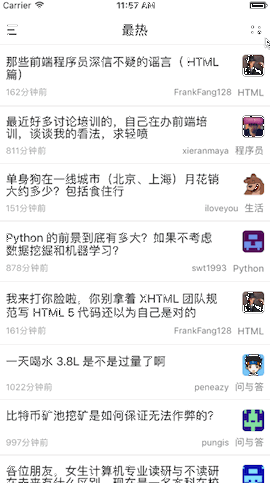 Carrier 11:57 AM
最热
那些前端程序员深信不疑的谣言（ HTML
篇）
162分钟前 FrankFang128 HTML
最近好多讨论培训的，自己在办前端培
训，谈谈我的看法，求轻喷
811分钟前 xieranmaya 程序员
单身狗在一线城市（北京、上海）月花销
大约多少？包括食住行
151分钟前 iloveyou 生活
Python 的前景到底有多大？如果不考虑
数据挖掘和机器学习？
878分钟前 swt1993 Python
我来打你脸啦，你别拿着 XHTML 团队规
范写 HTML 5 代码还以为自己是对的
161分钟前 FrankFang128 HTML
一天喝水 3.8L 是不是过量了啊
1022分钟前 peneazy 问与答
比特币矿池挖矿是如何保证无法作弊的？
997分钟前 pungis 问与答
各位朋友，女生计算机专业读研与不读研